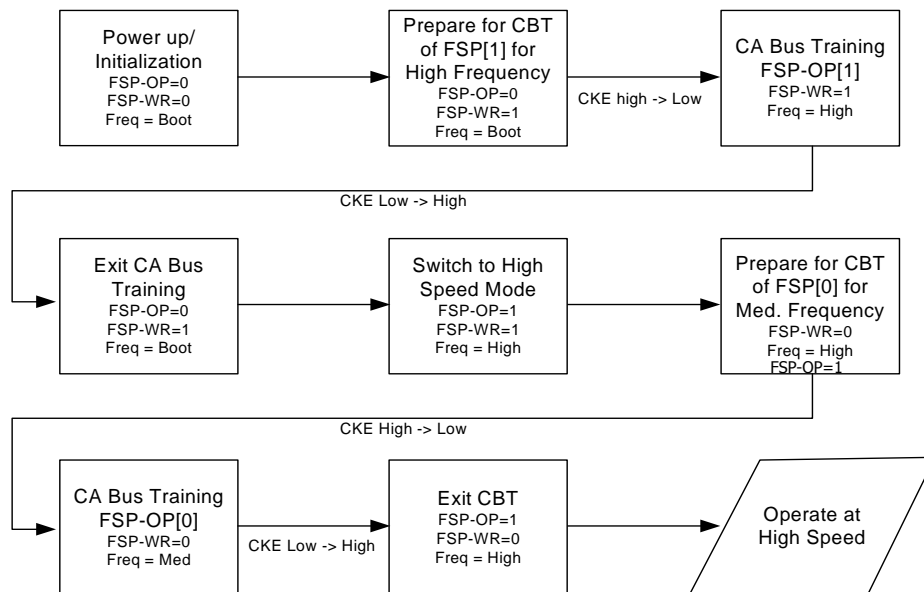 Power up/
Initialization
FSP-OP=0
FSP-WR=0
Freq = Boot
Prepare for CBT
of FSP[1] for
High Frequency
FSP-OP=0
FSP-WR=1
Freq = Boot
CKE high -> Low
CA Bus Training
FSP-OP[1]
FSP-WR=1
Freq = High
CKE Low -> High
Exit CA Bus
Training
FSP-OP=0
FSP-WR=1
Freq = Boot
Switch to High
Speed Mode
FSP-OP=1
FSP-WR=1
Freq = High
Prepare for CBT
of FSP[0] for
Med. Frequency
FSP-WR=0
Freq = High
FSP-OP=1
CKE High -> Low
CA Bus Training
FSP-OP[0]
FSP-WR=0
Freq = Med
CKE Low -> High
Exit CBT
FSP-OP=1
FSP-WR=0
Freq = High
Operate at
High Speed